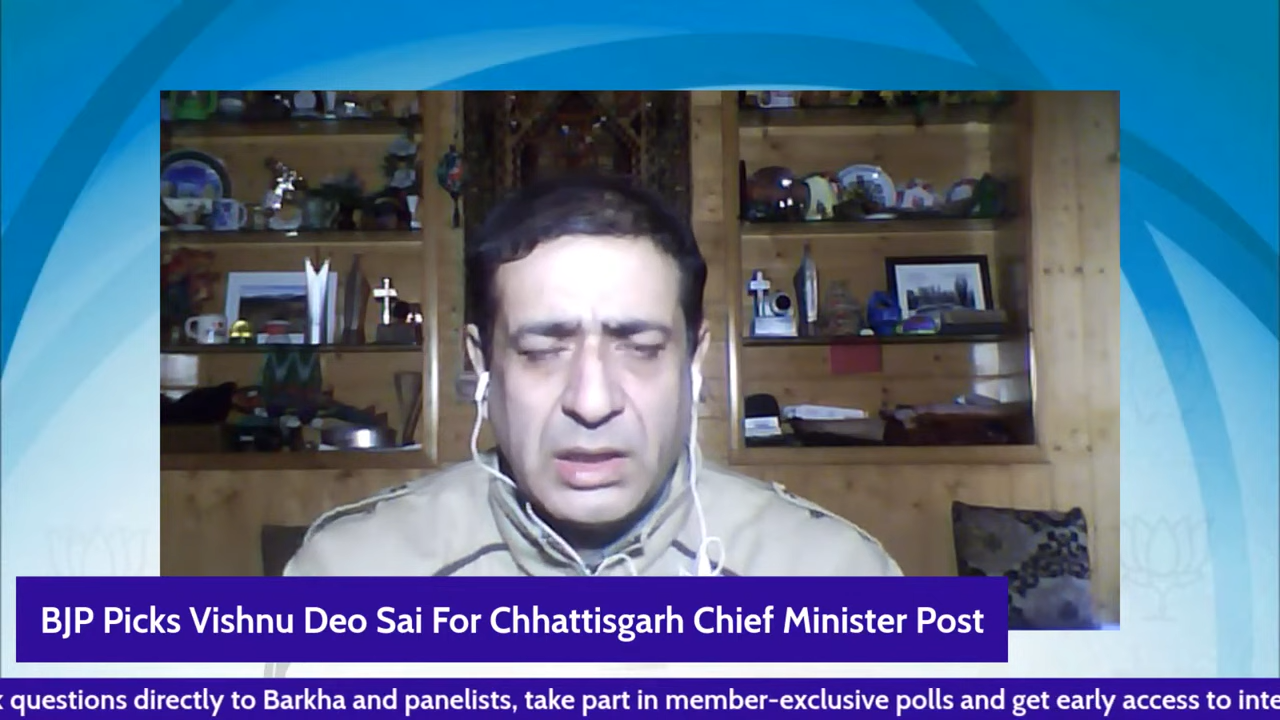 BJP Picks Vishnu Deo Sai For Chhattisgarh Chief Minister Post
questions directly to Barkha and panelists, take part in member-exclusive polls and get early access to